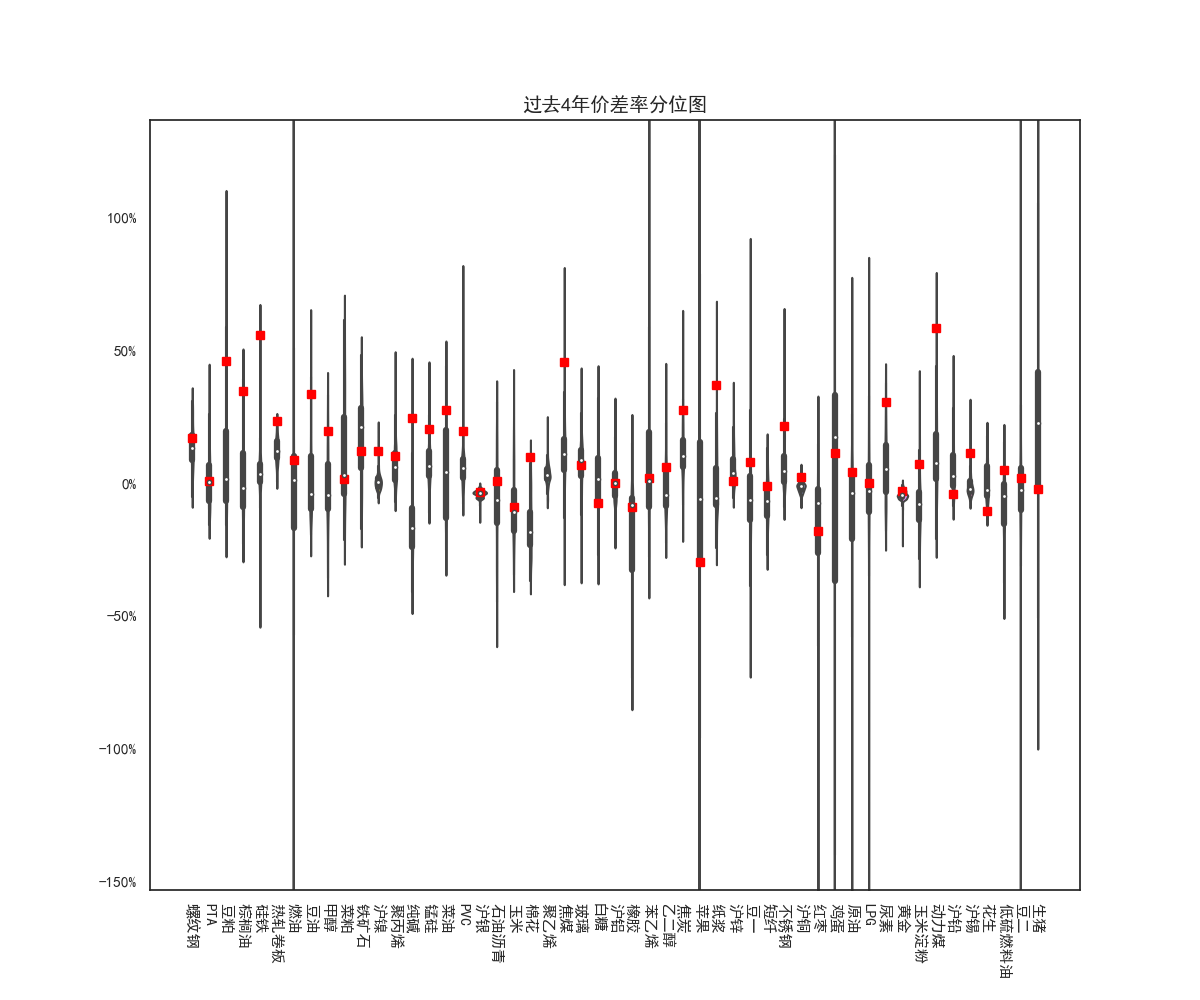 过去4年价差率分位图
100%
50%
0%
−50%
−100%
−150%
螺纹钢
PTA
豆粕
棕榈油
硅铁
热轧卷板
燃油
豆油
甲醇
菜粕
铁矿石
沪镍
聚丙烯
纯碱
锰硅
菜油
PVC
沪银
石油沥青
玉米
棉花
聚乙烯
焦煤
玻璃
白糖
沪铝
橡胶
苯乙烯
乙二醇
焦炭
苹果
纸浆
沪锌
豆一
短纤
不锈钢
沪铜
红枣
鸡蛋
原油
LPG
尿素
黄金
玉米淀粉
动力煤
沪铅
沪锡
花生
低硫燃料油
豆二
生猪